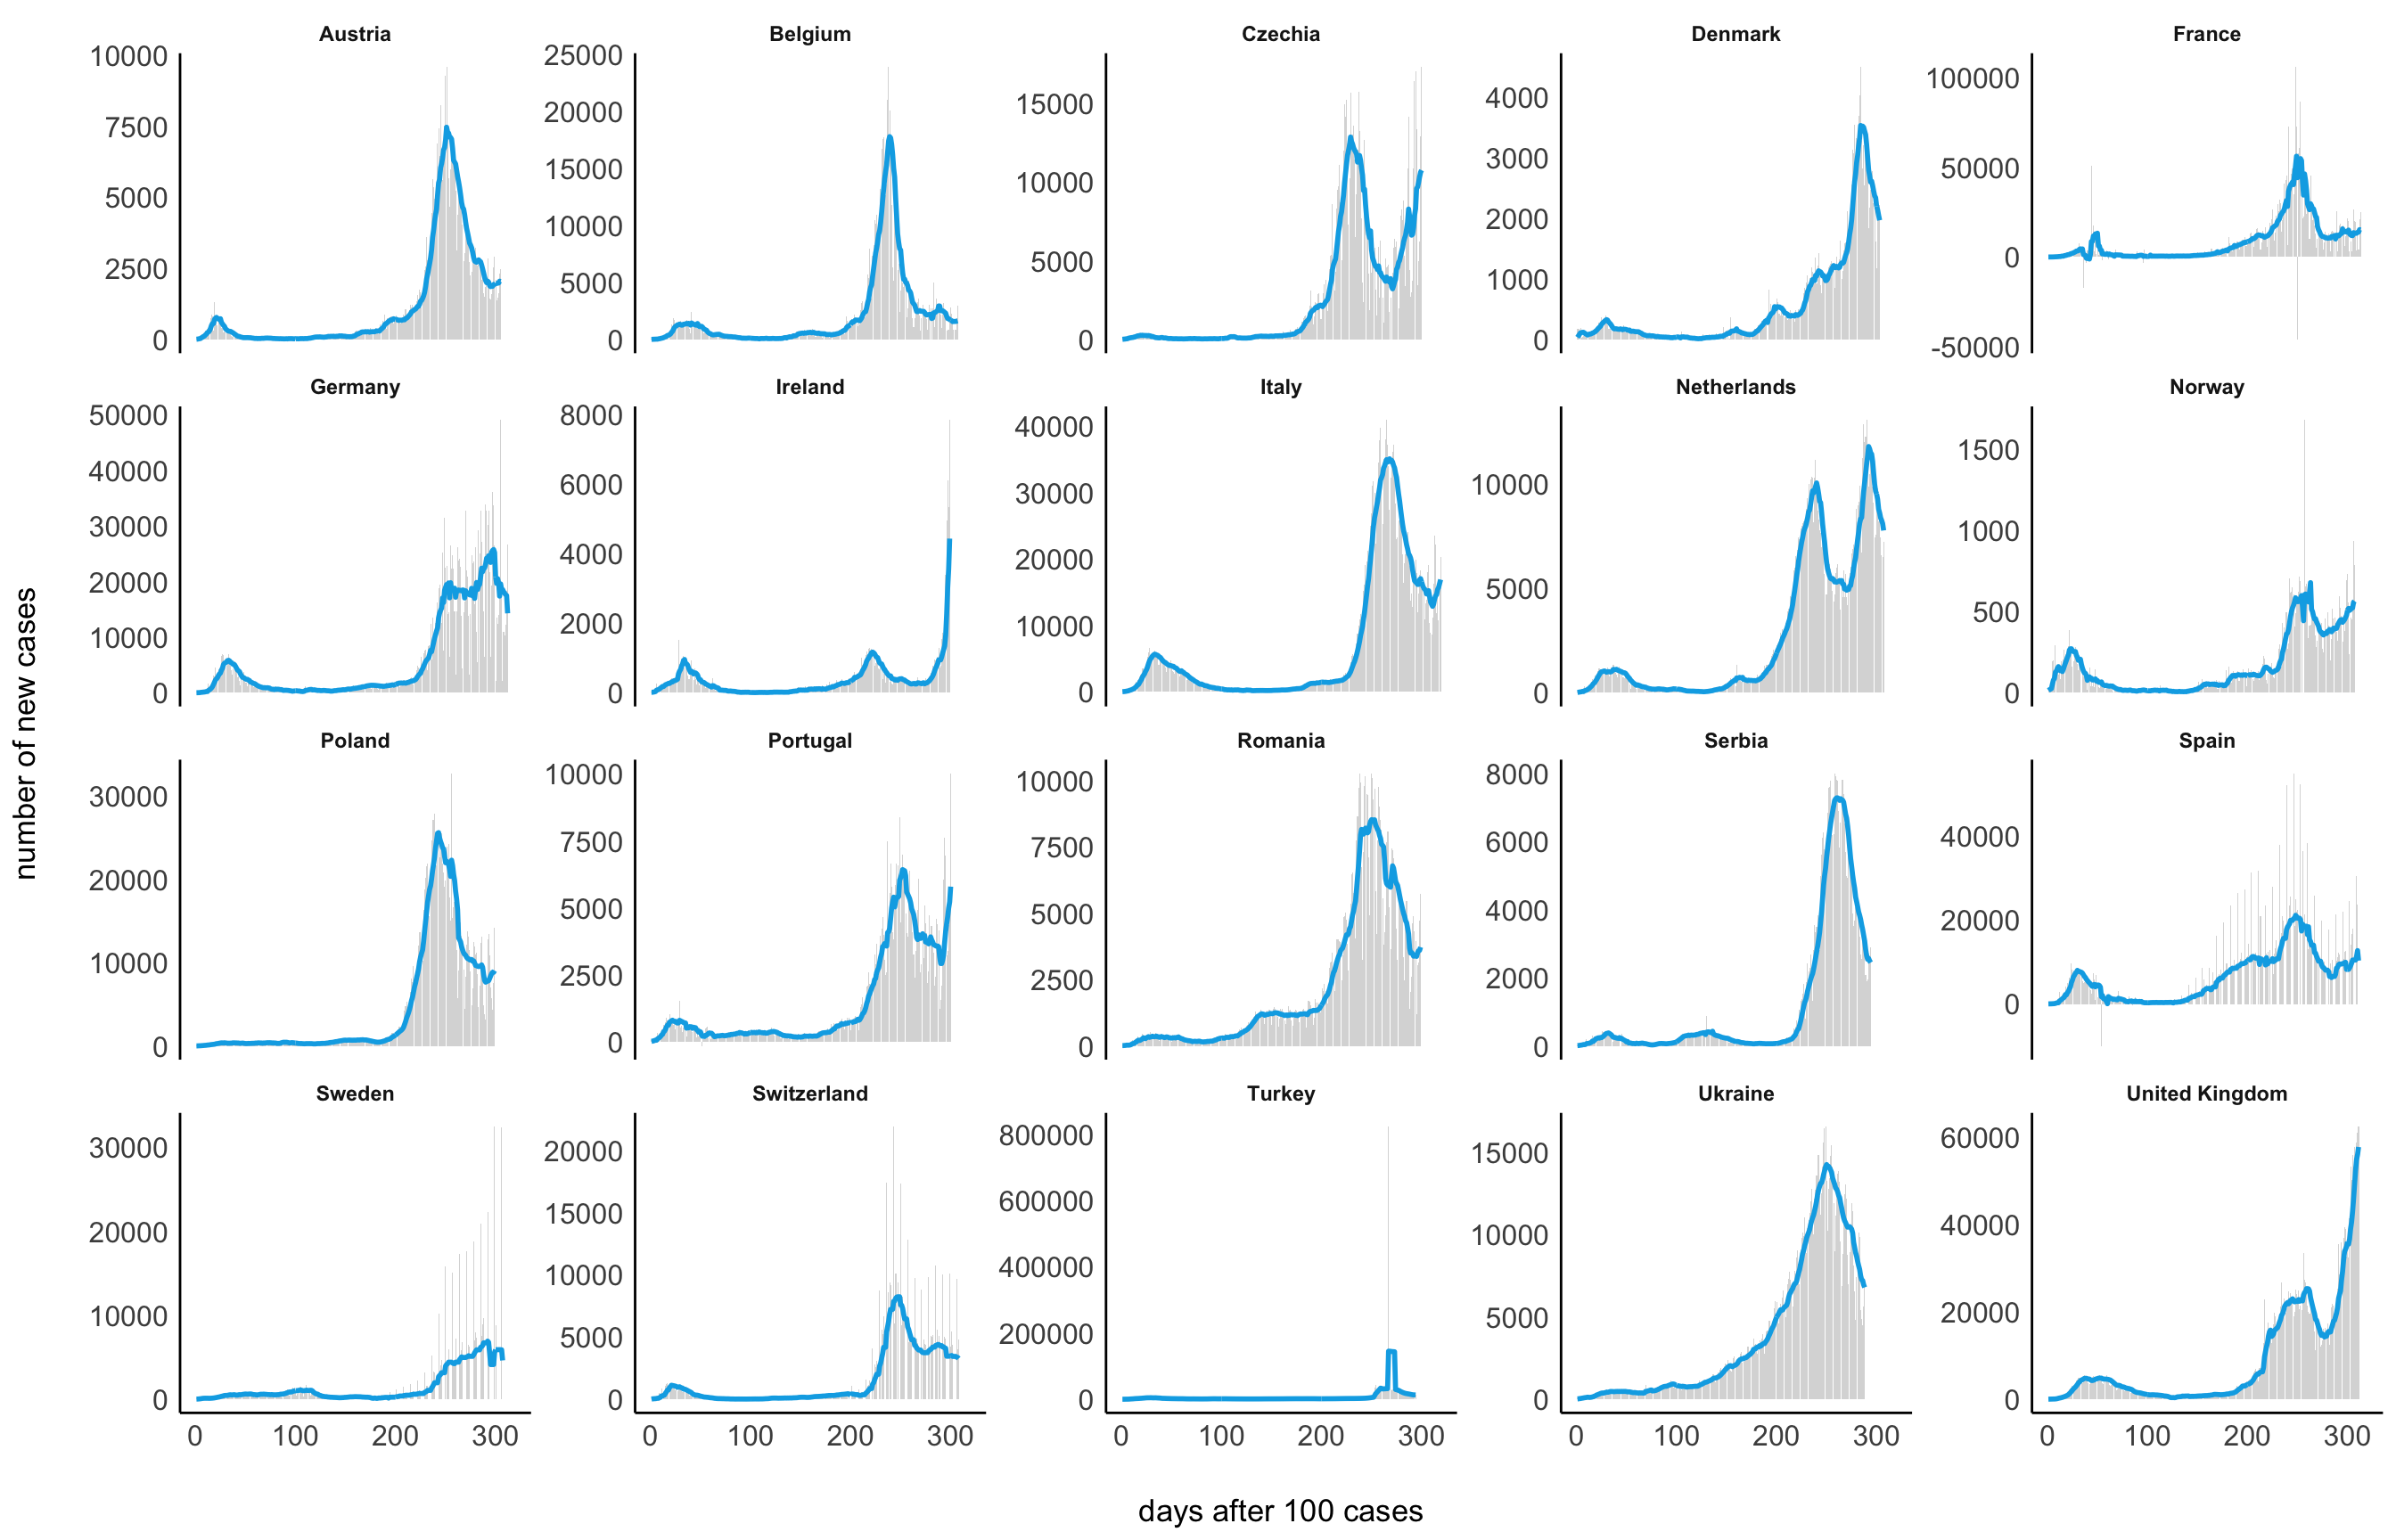 Austria Belgium Czechia Denmark France
10000 7500 5000 2500 0
25000 20000 15000 10000 5000 0
15000 10000 5000 0
4000 3000 2000 1000 0
100000 50000 0 -50000
Germany Ireland Italy Netherlands Norway
50000 40000 30000 20000 10000 0
8000 6000 4000 2000 0
40000 30000 20000 10000 0
10000 5000 0
1500 1000 500 0
number of new cases
Poland Portugal Romania Serbia Spain
30000 20000 10000 0
10000 7500 5000 2500 0
10000 7500 5000 2500 0
8000 6000 4000 2000 0
40000 20000 0
Sweden Switzerland Turkey Ukraine United Kingdom
30000 20000 10000 0
20000 15000 10000 5000 0
800000 600000 400000 200000 0
15000 10000 5000 0
60000 40000 20000 0
0 100 200 300 0 100 200 300 0 100 200 300 0 100 200 300 0 100 200 300
days after 100 cases